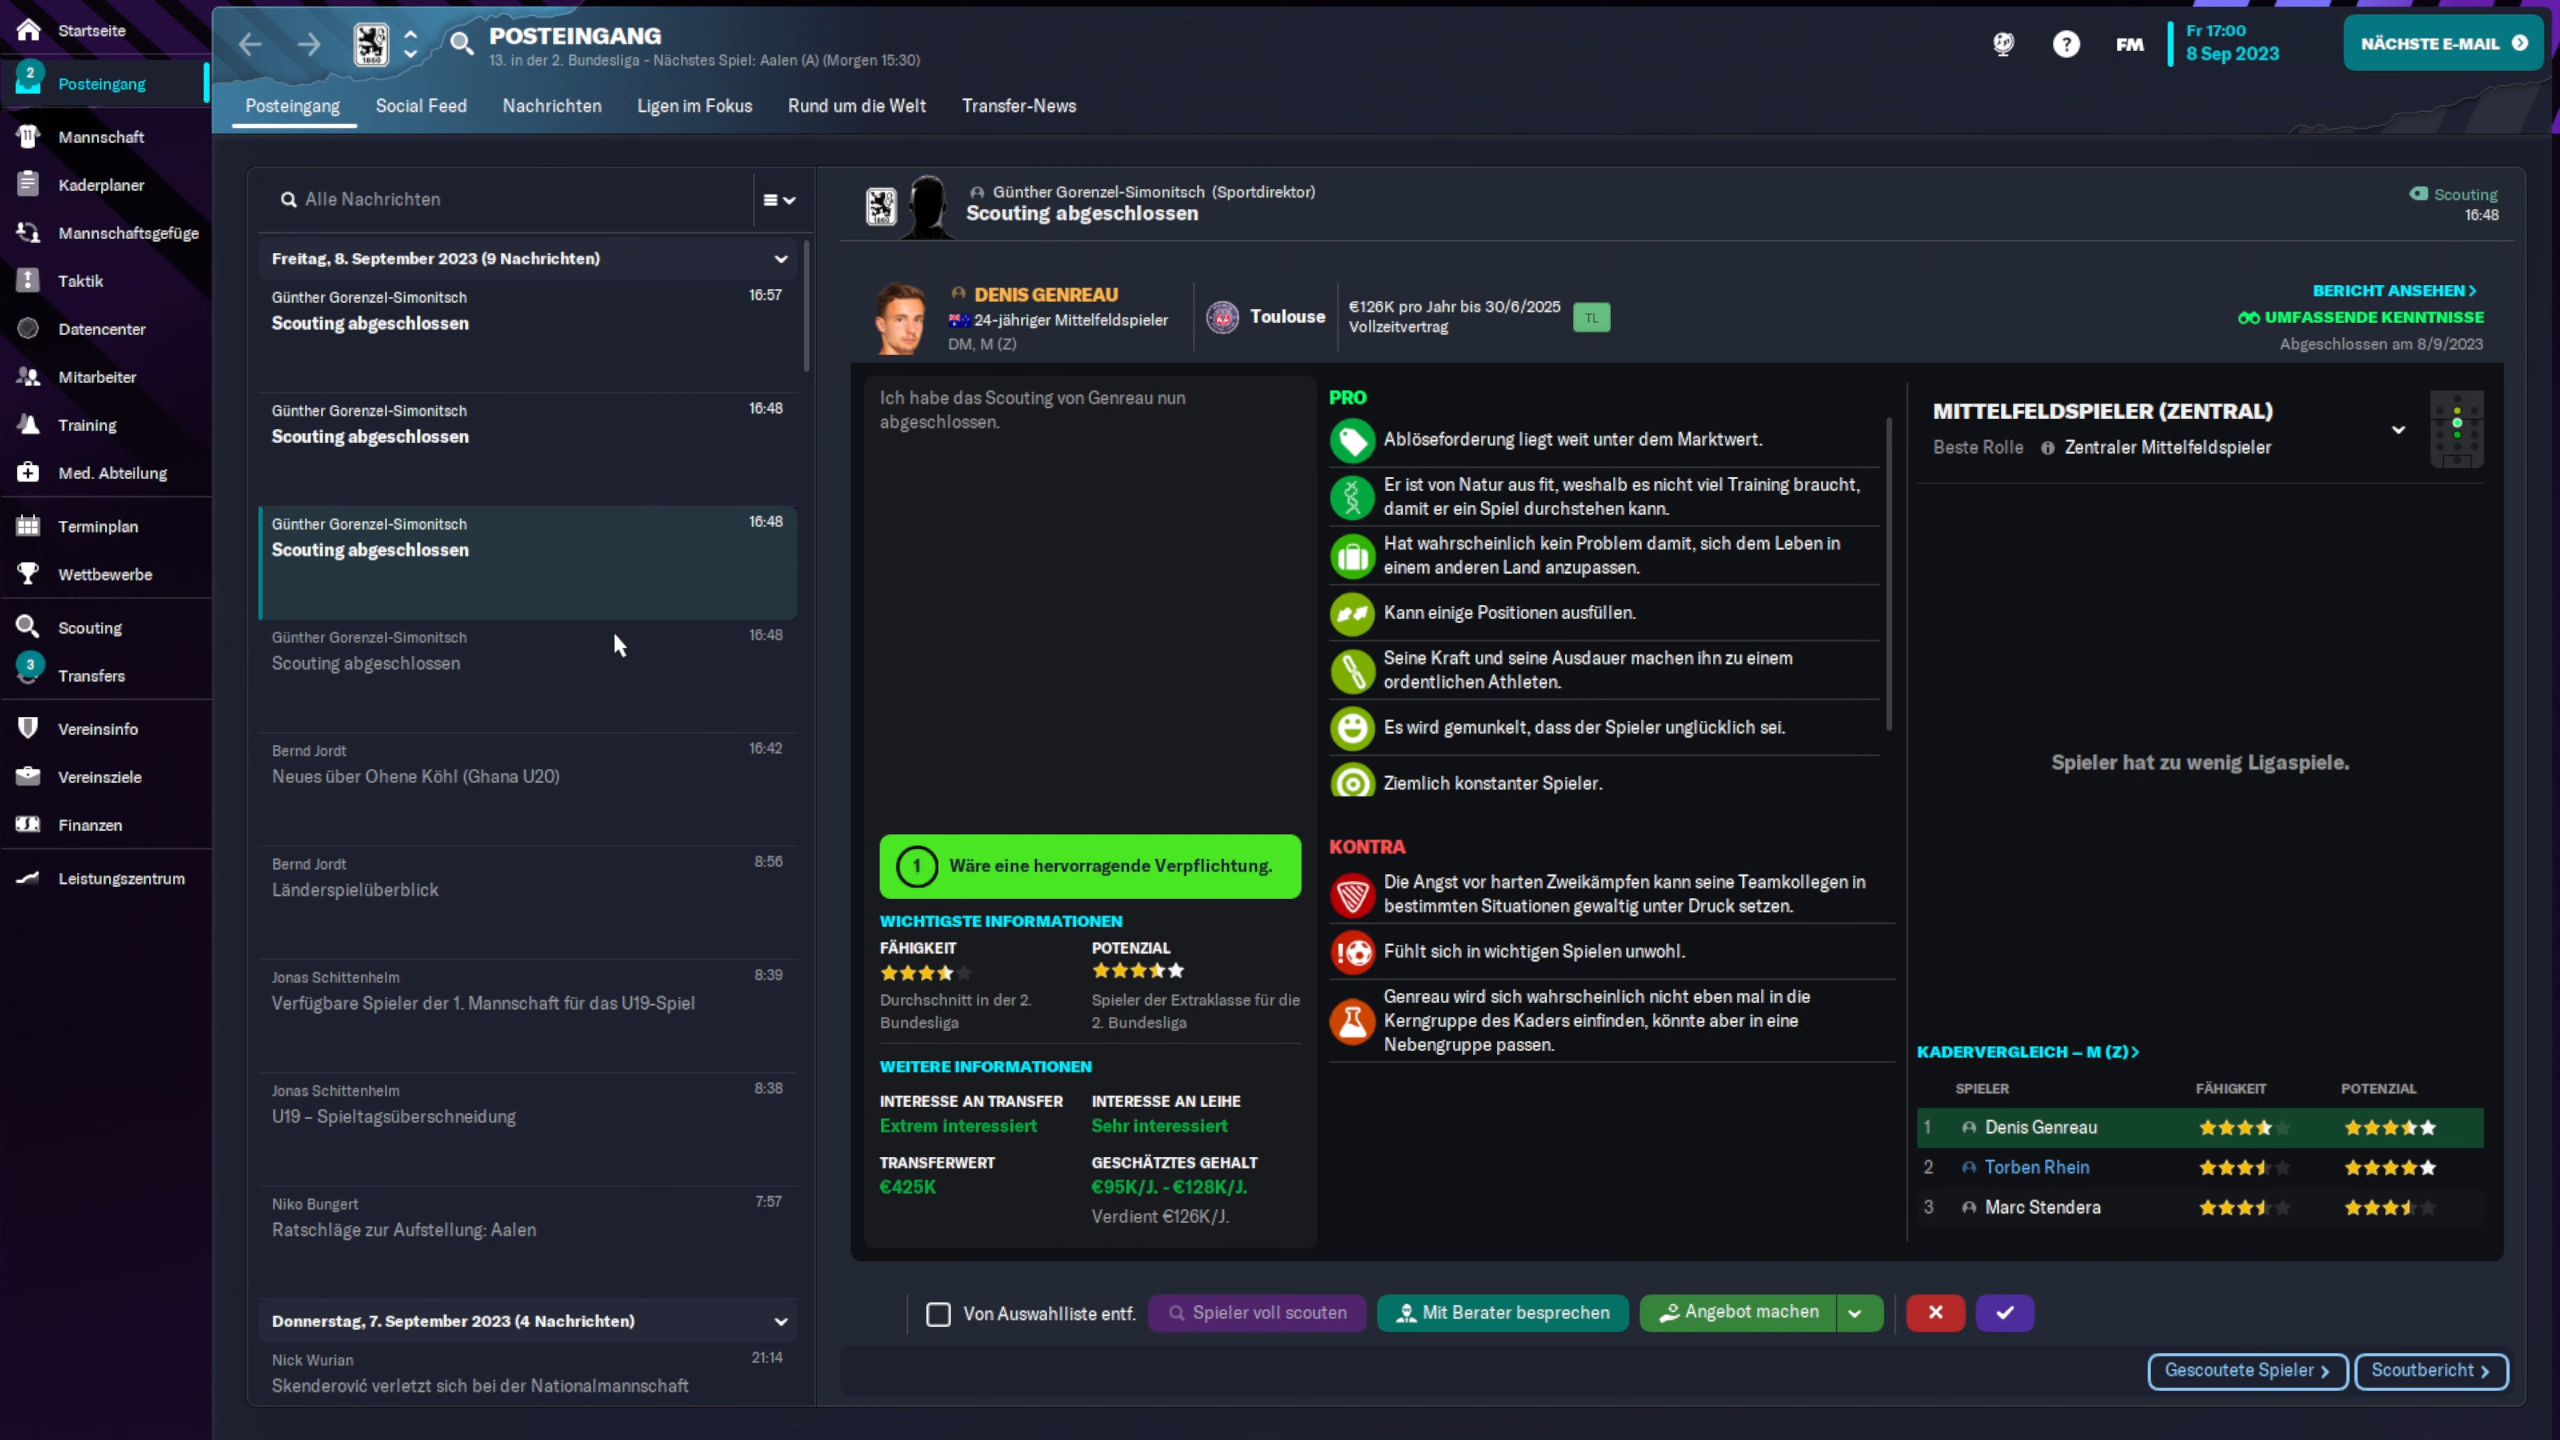 Startseite
2
Posteingang
Mannschaft
Kaderplaner
Mannschaftsgefüge
Taktik
Datencenter
Mitarbeiter
Training
Med. Abteilung
Terminplan
Wettbewerbe
Scouting
3
Transfers
Vereinsinfo
Vereinsziele
Finanzen
Leistungszentrum
POSTEINGANG
13. in der 2. Bundesliga - Nächstes Spiel: Aalen (A) (Morgen 15:30)
FM
Fr 17:00
8 Sep 2023
NÄCHSTE E-MAIL
Posteingang
Social Feed
Nachrichten
Ligen im Fokus
Rund um die Welt
Transfer-News
Alle Nachrichten
Freitag, 8. September 2023 (9 Nachrichten)
Günther Gorenzel-Simonitsch 16:57
Scouting abgeschlossen
Günther Gorenzel-Simonitsch 16:48
Scouting abgeschlossen
Günther Gorenzel-Simonitsch 16:48
Scouting abgeschlossen
Günther Gorenzel-Simonitsch 16:48
Scouting abgeschlossen
Bernd Jordt 16:42
Neues über Ohene Köhl (Ghana U20)
Bernd Jordt 8:56
Länderspielüberblick
Jonas Schittenhelm 8:39
Verfügbare Spieler der 1. Mannschaft für das U19-Spiel
Jonas Schittenhelm 8:38
U19 – Spieltagsüberschneidung
Niko Bungert 7:57
Ratschläge zur Aufstellung: Aalen
Donnerstag, 7. September 2023 (4 Nachrichten)
Nick Wurian 21:14
Skenderović verletzt sich bei der Nationalmannschaft
Günther Gorenzel-Simonitsch (Sportdirektor)
Scouting abgeschlossen
Scouting
16:48
DENIS GENREAU
24-jähriger Mittelfeldspieler
DM, M (Z)
Toulouse
€126K pro Jahr bis 30/6/2025
Vollzeitvertrag
TL
BERICHT ANSEHEN >
UMFASSENDE KENNTNISSE
Abgeschlossen am 8/9/2023
Ich habe das Scouting von Genreau nun
abgeschlossen.
1 Wäre eine hervorragende Verpflichtung.
WICHTIGSTE INFORMATIONEN
FÄHIGKEIT POTENZIAL
Durchschnitt in der 2. Bundesliga
Spieler der Extraklasse für die 2. Bundesliga
WEITERE INFORMATIONEN
INTERESSE AN TRANSFER INTERESSE AN LEIHE
Extrem interessiert Sehr interessiert
TRANSFERWERT GESCHÄTZTES GEHALT
€425K €95K/J. - €128K/J.
Verdient €126K/J.
PRO
Ablöseforderung liegt weit unter dem Marktwert.
Er ist von Natur aus fit, weshalb es nicht viel Training braucht,
damit er ein Spiel durchstehen kann.
Hat wahrscheinlich kein Problem damit, sich dem Leben in
einem anderen Land anzupassen.
Kann einige Positionen ausfüllen.
Seine Kraft und seine Ausdauer machen ihn zu einem
ordentlichen Athleten.
Es wird gemunkelt, dass der Spieler unglücklich sei.
Ziemlich konstanter Spieler.
KONTRA
Die Angst vor harten Zweikämpfen kann seine Teamkollegen in
bestimmten Situationen gewaltig unter Druck setzen.
Fühlt sich in wichtigen Spielen unwohl.
Genreau wird sich wahrscheinlich nicht eben mal in die
Kerngruppe des Kaders einfinden, könnte aber in eine
Nebengruppe passen.
MITTELFELDSPIELER (ZENTRAL)
Beste Rolle Zentraler Mittelfeldspieler
Spieler hat zu wenig Ligaspiele.
KADERVERGLEICH – M (Z) >
SPIELER FÄHIGKEIT POTENZIAL
1 Denis Genreau
2 Torben Rhein
3 Marc Stendera
Von Auswahlliste entf.
Spieler voll scouten
Mit Berater besprechen
Angebot machen
Gescoutete Spieler >
Scoutbericht >